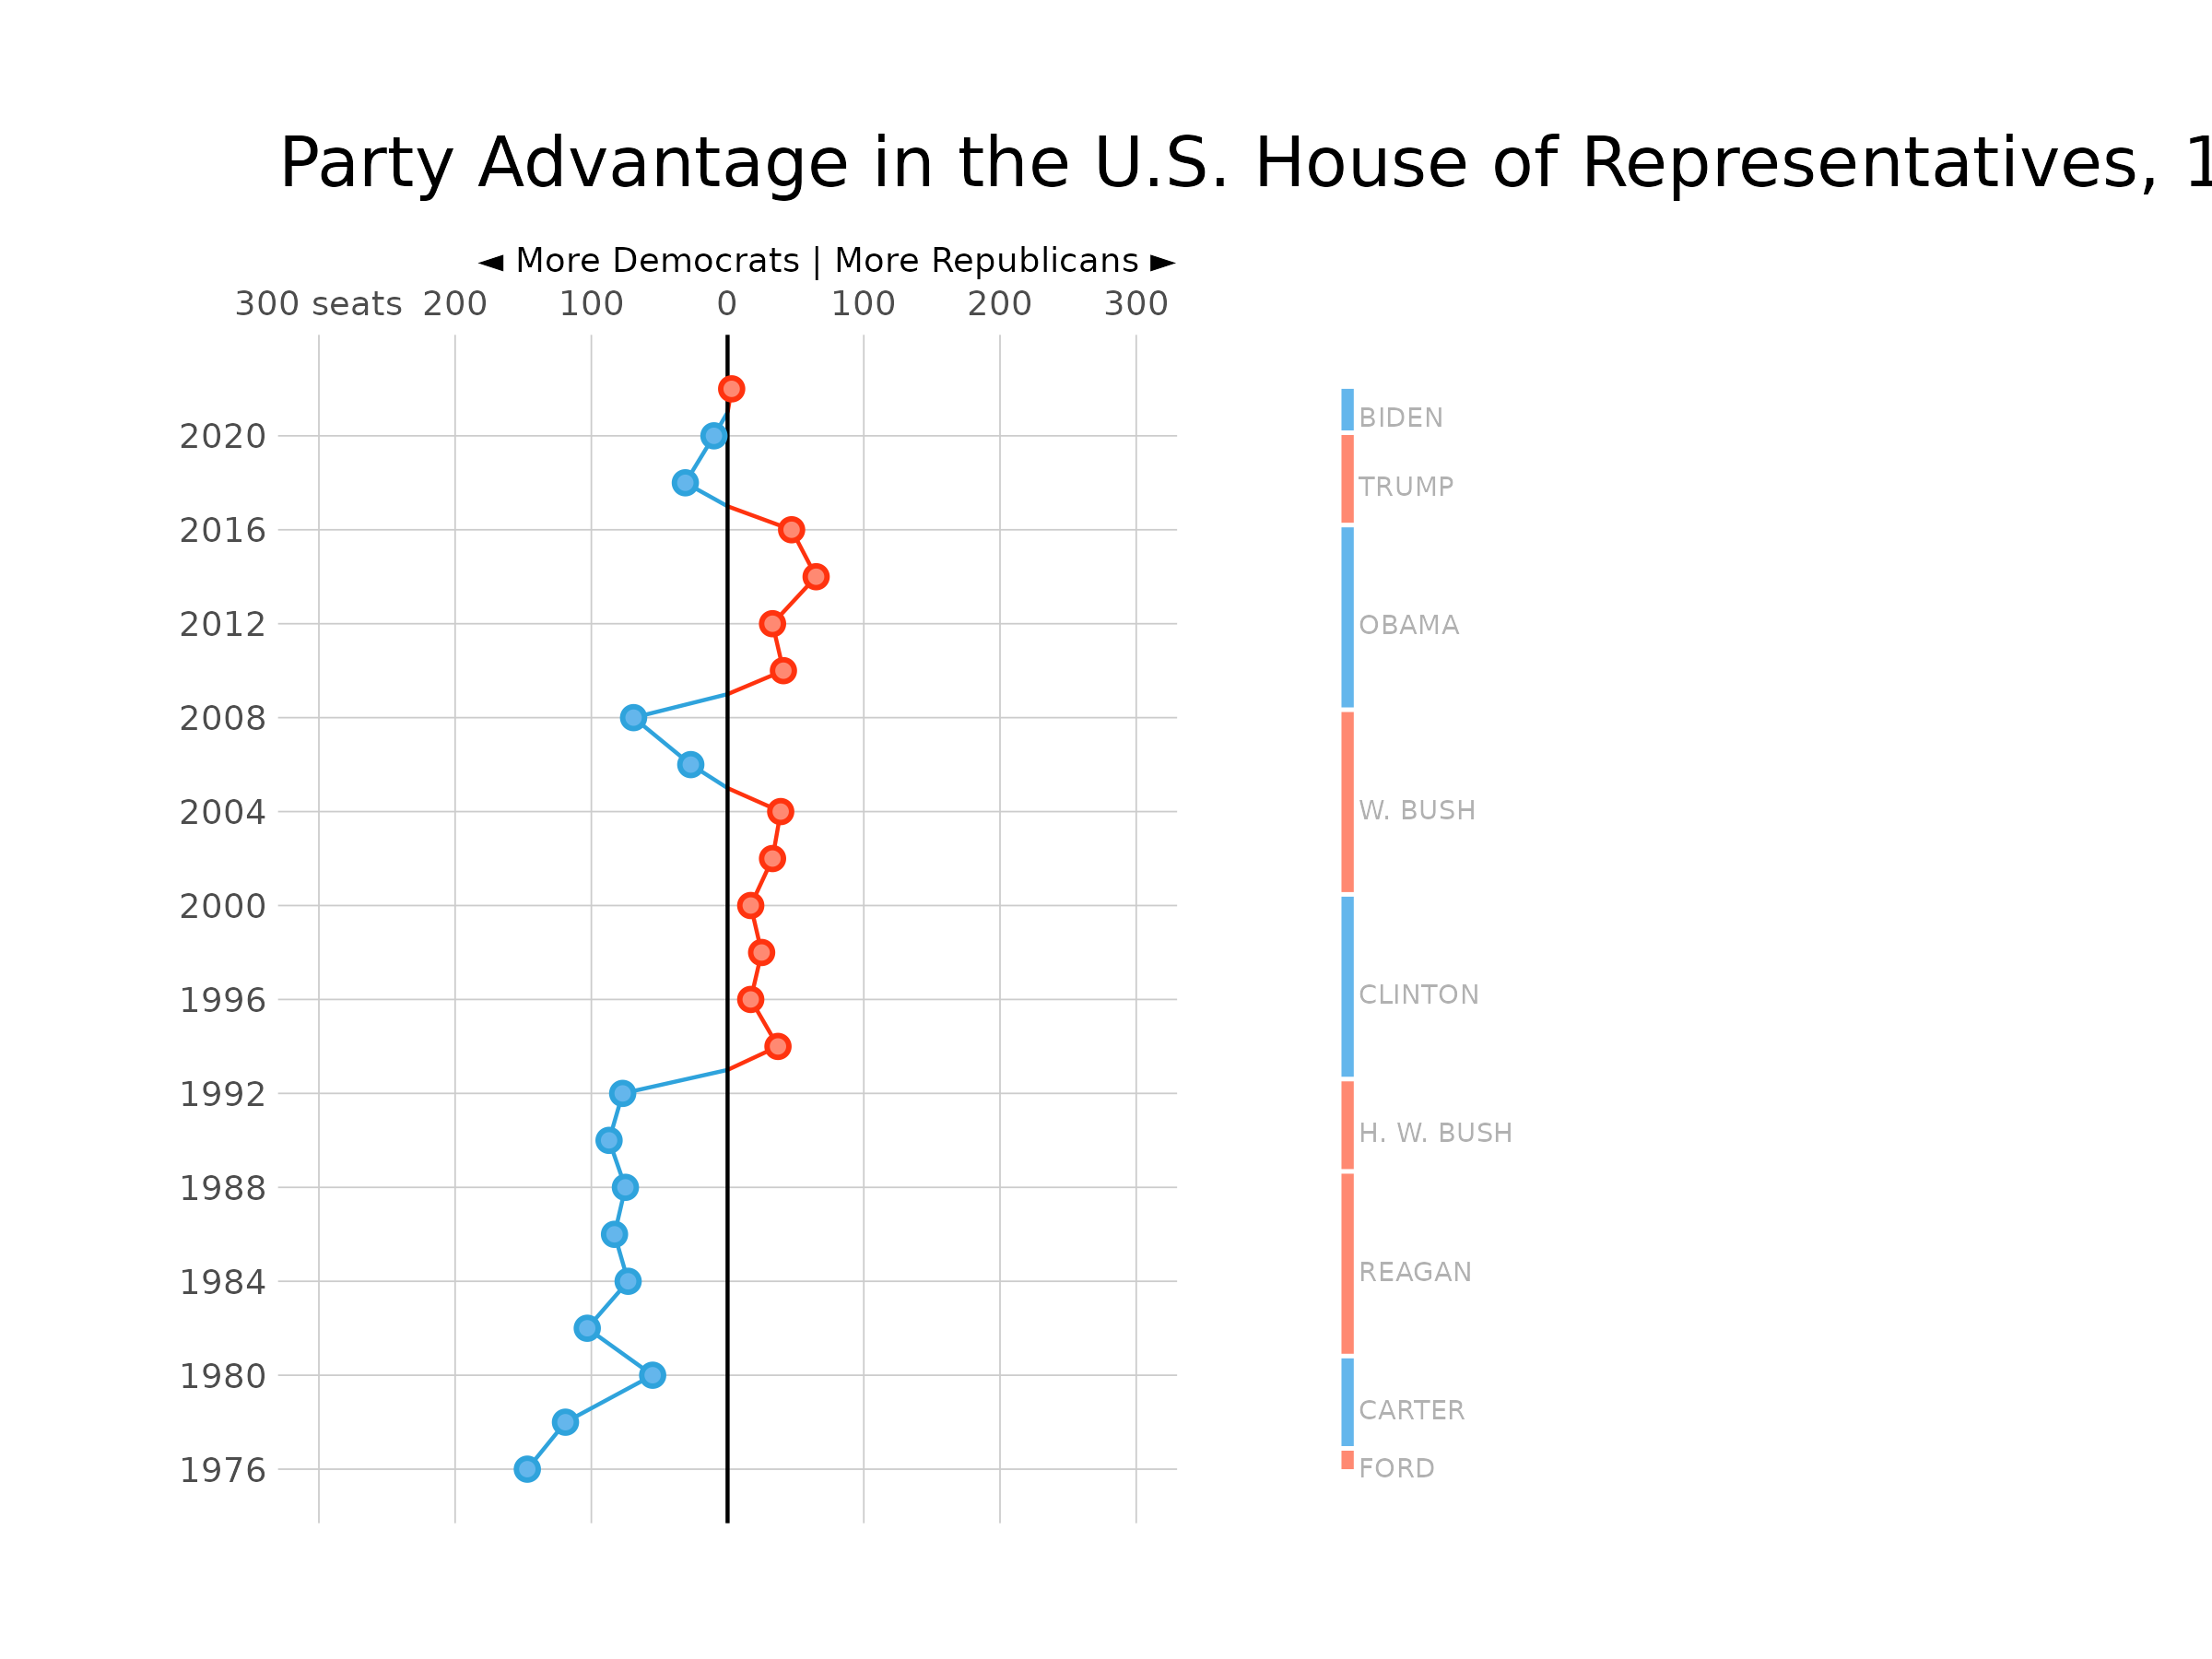 Party Advantage in the U.S. House of Representatives, 1
◄ More Democrats | More Republicans ►
300 seats 200 100 0 100 200 300
BIDEN
2020
TRUMP
2016
OBAMA
2012
2008
W. BUSH
2004
2000
CLINTON
1996
1992
H. W. BUSH
1988
REAGAN
1984
1980
CARTER
1976
FORD